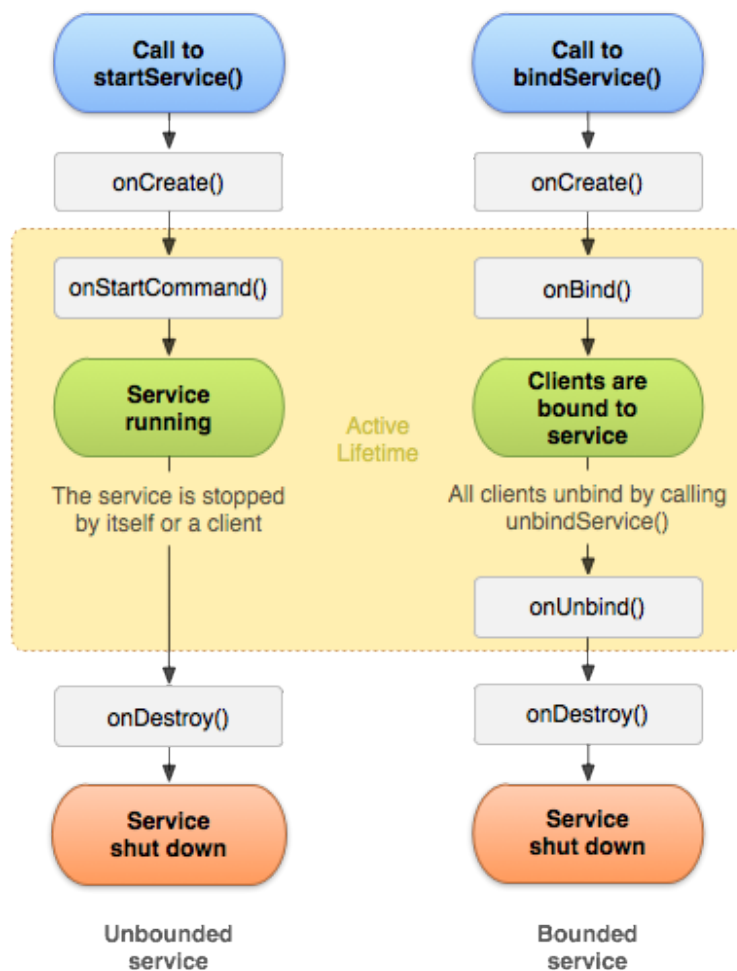 Call to
startService()
onCreate()
onStartCommand()
Service
running
The service is stopped
by itself or a client
onDestroy()
Service
shut down
Unbounded
service
Active
Lifetime
Call to
bindService()
onCreate()
onBind()
Clients are
bound to
service
All clients unbind by calling
unbindService()
onUnbind()
onDestroy()
Service
shut down
Bounded
service